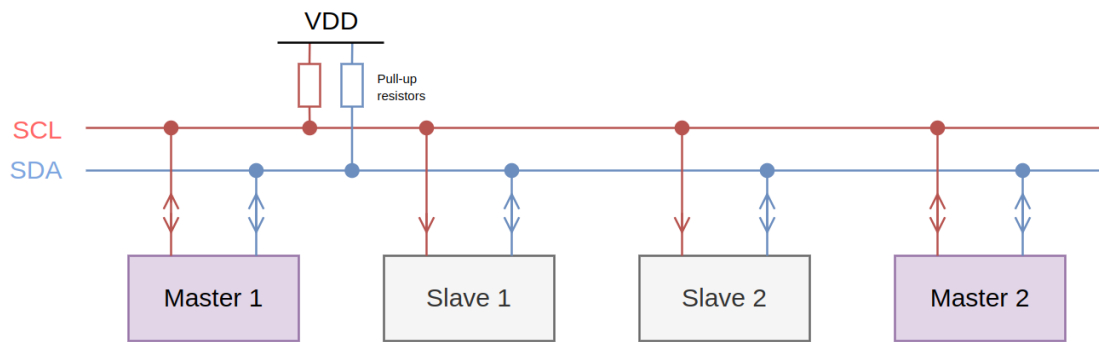 VDD
Pull-up
resistors
SCL
SDA
Master 1
Slave 1
Slave 2
Master 2